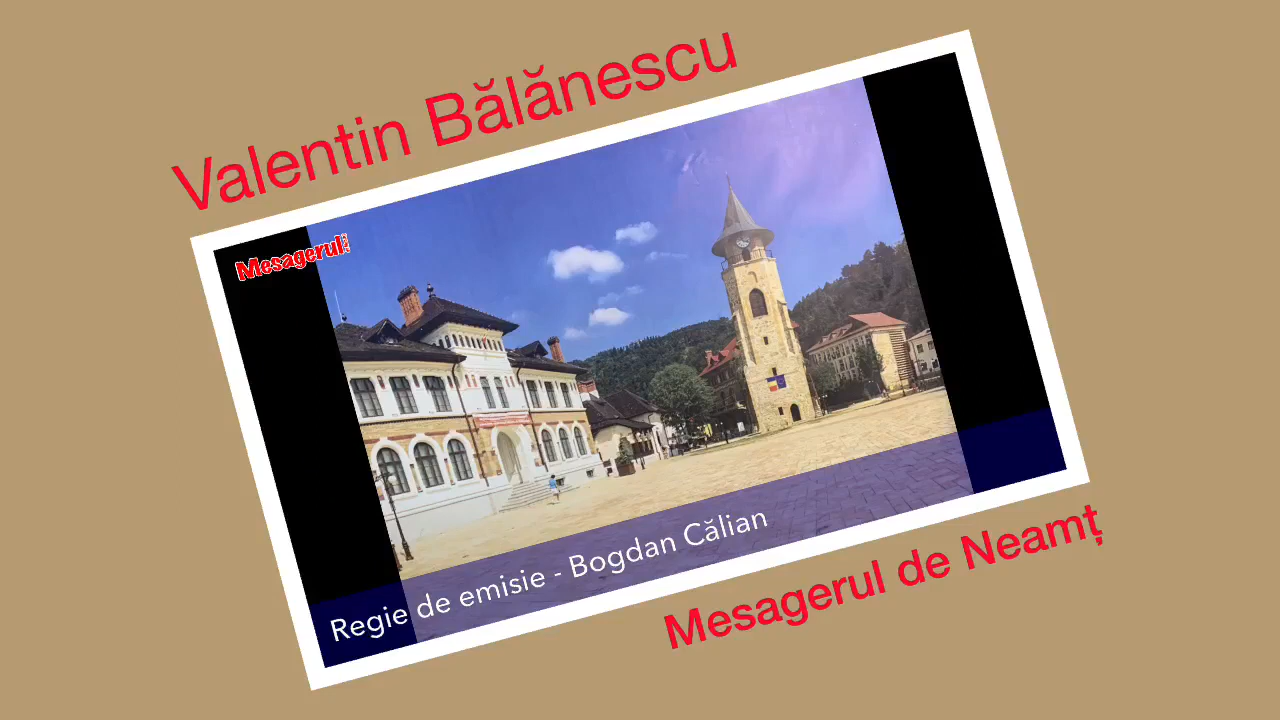 Valentin Bălănescu
Mesagerul
Regie de emisie - Bogdan Călian
Mesagerul de Neamț